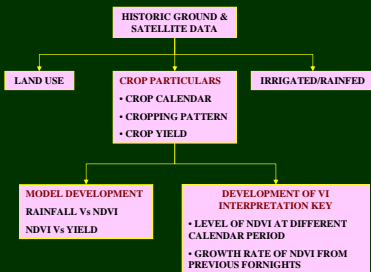 HISTORIC GROUND &
SATELLITE DATA
LAND USE
CROP PARTICULARS
• CROP CALENDAR
• CROPPING PATTERN
• CROP YIELD
IRRIGATED/RAINFED
MODEL DEVELOPMENT
RAINFALL Vs NDVI
NDVI Vs YIELD
DEVELOPMENT OF VI
INTERPRETATION KEY
• LEVEL OF NDVI AT DIFFERENT
CALENDAR PERIOD
• GROWTH RATE OF NDVI FROM
PREVIOUS FORNIGHTS